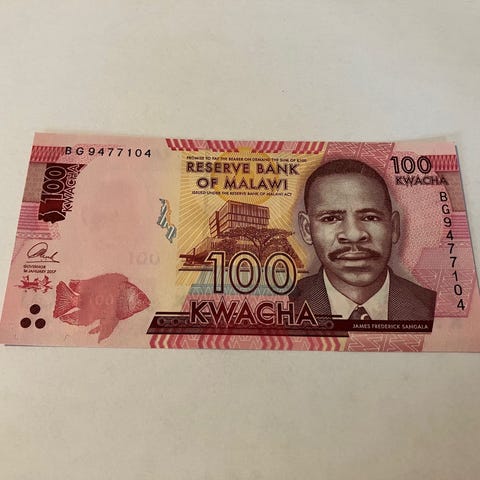 BG9477104
PROMISE TO PAY THE BEARER ON DEMAND THE SUM OF K100
RESERVE BANK
OF MALAWI
ISSUED UNDER THE RESERVE BANK OF MALAWI ACT
100
KWACHA
100
KWACHA
BG9477104
GOVERNOR
1st JANUARY 2017
100
KWACHA
JAMES FREDERICK SANGALA